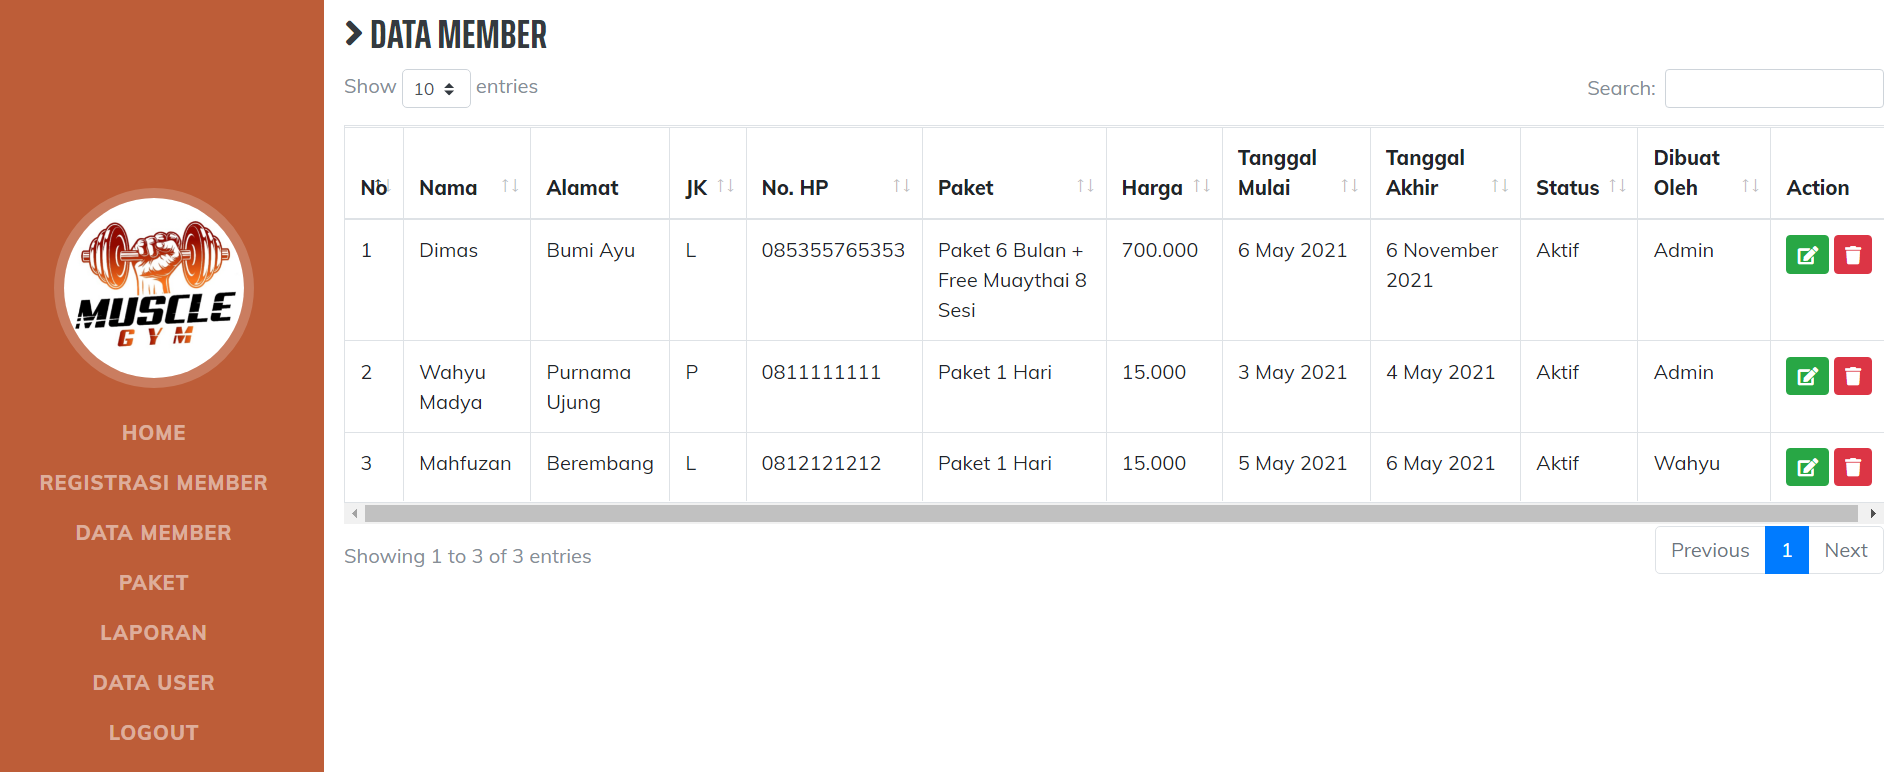 MUSCLE
GYM
HOME
REGISTRASI MEMBER
DATA MEMBER
PAKET
LAPORAN
DATA USER
LOGOUT
DATA MEMBER
Show 10 entries
Search:
No Nama Alamat JK No. HP Paket Harga Tanggal Mulai Tanggal Akhir Status Dibuat Oleh Action
1 Dimas Bumi Ayu L 085355765353 Paket 6 Bulan + Free Muaythai 8 Sesi 700.000 6 May 2021 6 November 2021 Aktif Admin
2 Wahyu Madya Purnama Ujung P 0811111111 Paket 1 Hari 15.000 3 May 2021 4 May 2021 Aktif Admin
3 Mahfuzan Berembang L 0812121212 Paket 1 Hari 15.000 5 May 2021 6 May 2021 Aktif Wahyu
Showing 1 to 3 of 3 entries
Previous 1 Next